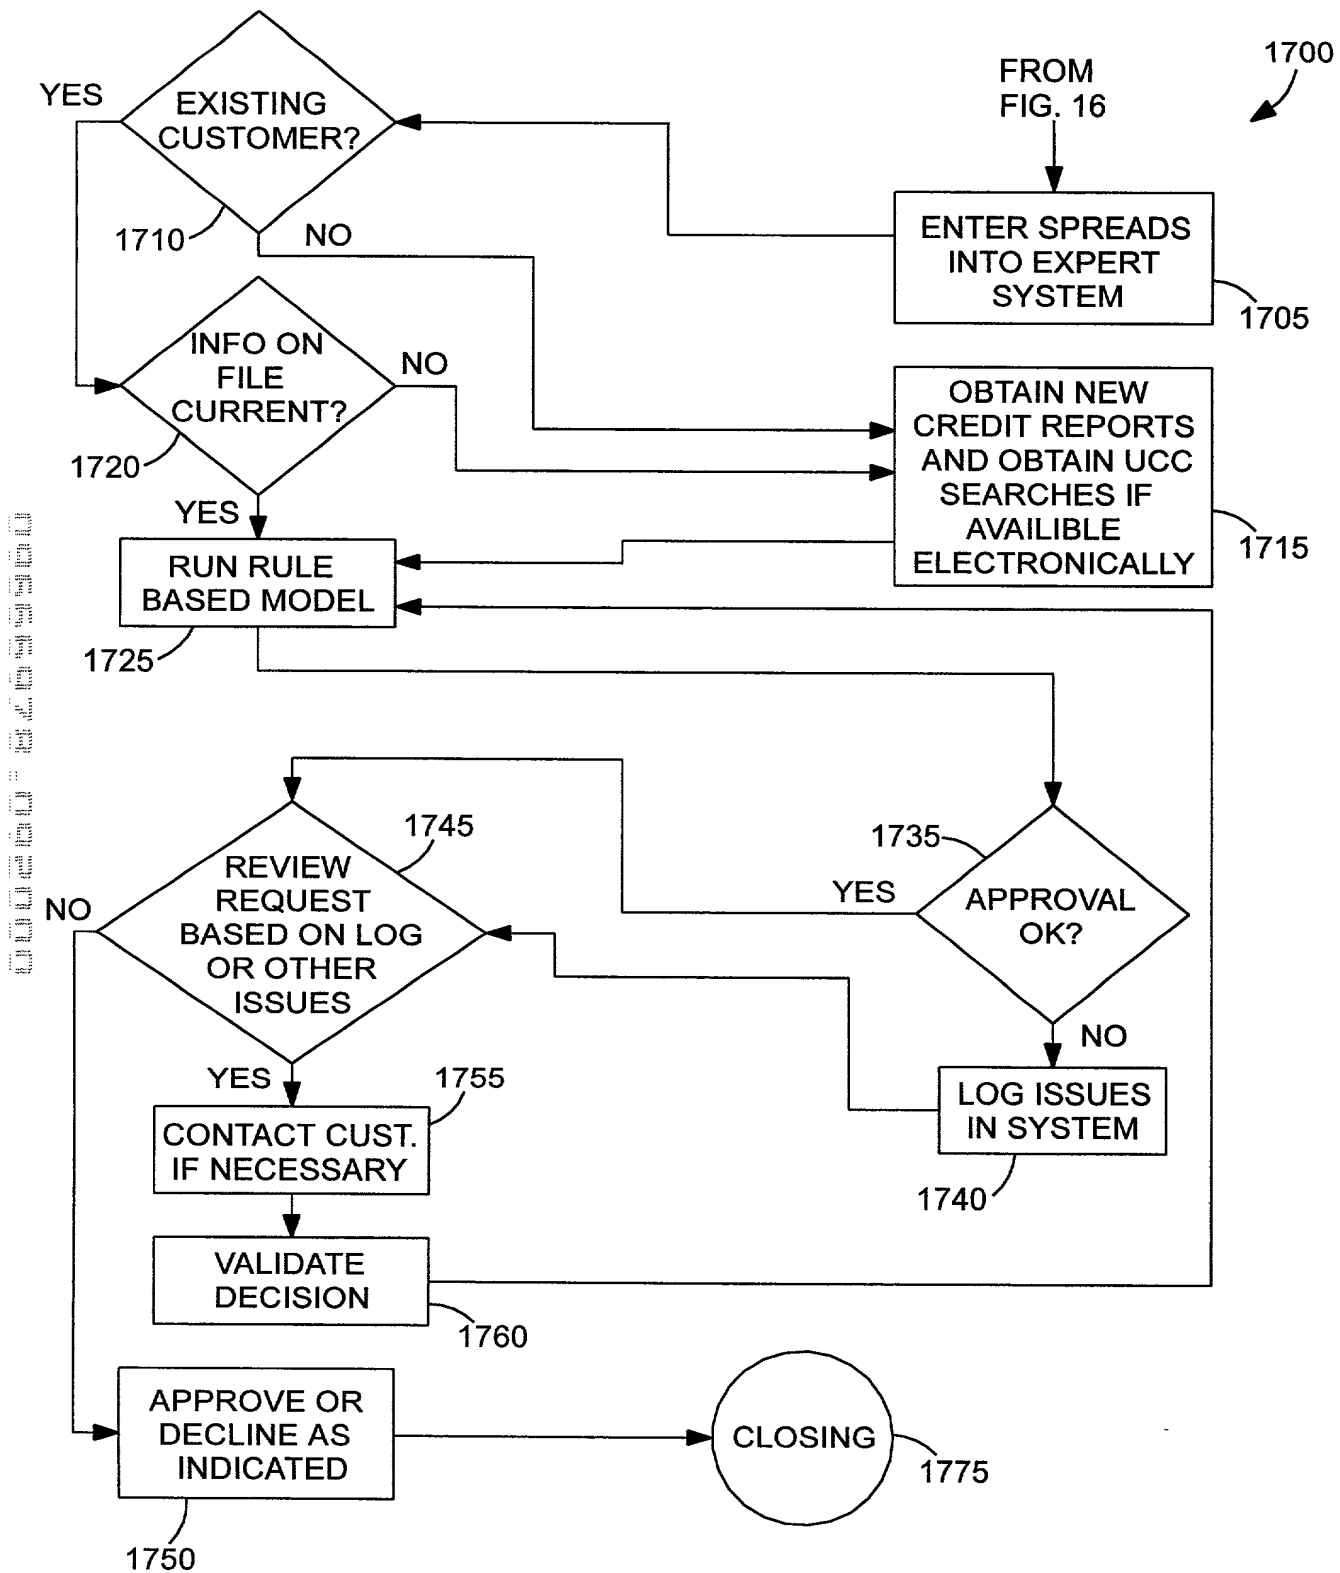 1700
FROM
FIG. 16
YES
EXISTING
CUSTOMER?
1710
NO
ENTER SPREADS
INTO EXPERT
SYSTEM
1705
INFO ON
FILE
CURRENT?
NO
1720
YES
OBTAIN NEW
CREDIT REPORTS
AND OBTAIN UCC
SEARCHES IF
AVAILIBLE
ELECTRONICALLY
1715
RUN RULE
BASED MODEL
1725
1745
1735
REVIEW
REQUEST
BASED ON LOG
OR OTHER
ISSUES
NO
YES
APPROVAL
OK?
NO
YES
1755
LOG ISSUES
IN SYSTEM
1740
CONTACT CUST.
IF NECESSARY
VALIDATE
DECISION
1760
APPROVE OR
DECLINE AS
INDICATED
1750
CLOSING
1775